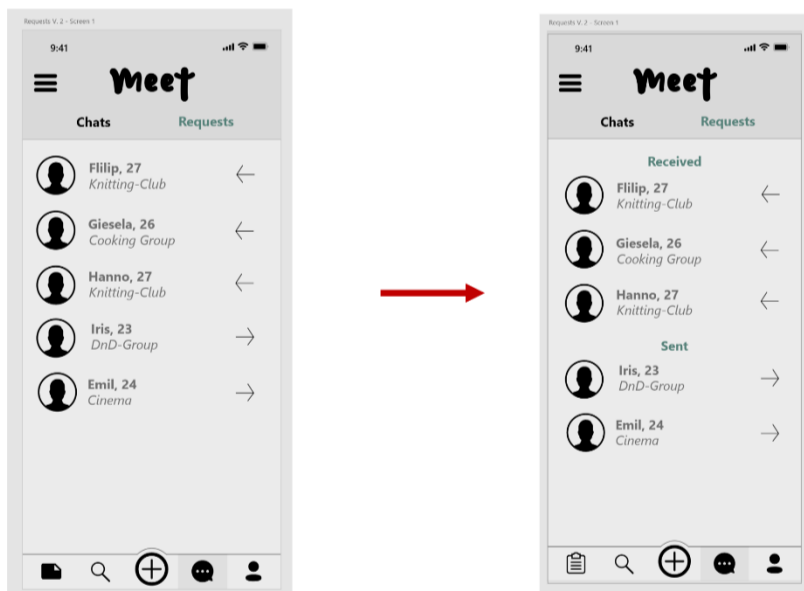 Requests V. 2 - Screen 1
9:41
Meet
Chats Requests
Flilip, 27
Knitting-Club
Giesela, 26
Cooking Group
Hanno, 27
Knitting-Club
Iris, 23
DnD-Group
Emil, 24
Cinema
Requests V. 2 - Screen 1
9:41
Meet
Chats Requests
Received
Flilip, 27
Knitting-Club
Giesela, 26
Cooking Group
Hanno, 27
Knitting-Club
Sent
Iris, 23
DnD-Group
Emil, 24
Cinema